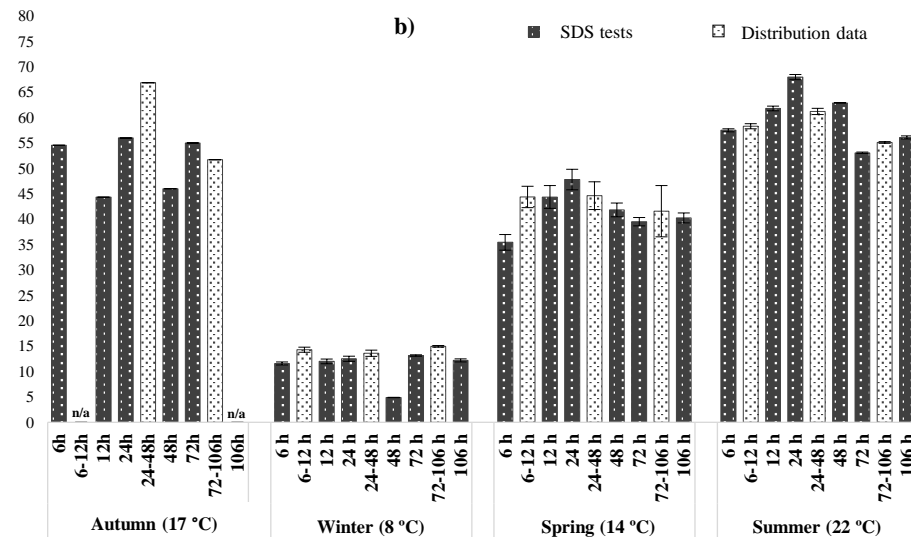 b)
SDS tests
Distribution data
80
75
70
65
60
55
50
45
40
35
30
25
20
15
10
5
0
n/a
n/a
6h
6-12h
12h
24h
24-48h
48h
72h
72-106h
106h
6 h
6-12 h
12 h
24 h
24-48 h
48 h
72 h
72-106 h
106 h
6 h
6-12 h
12 h
24 h
24-48 h
48 h
72 h
72-106 h
106 h
6 h
6-12 h
12 h
24 h
24-48 h
48 h
72 h
72-106 h
106 h
Autumn (17 °C)
Winter (8 ºC)
Spring (14 ºC)
Summer (22 ºC)